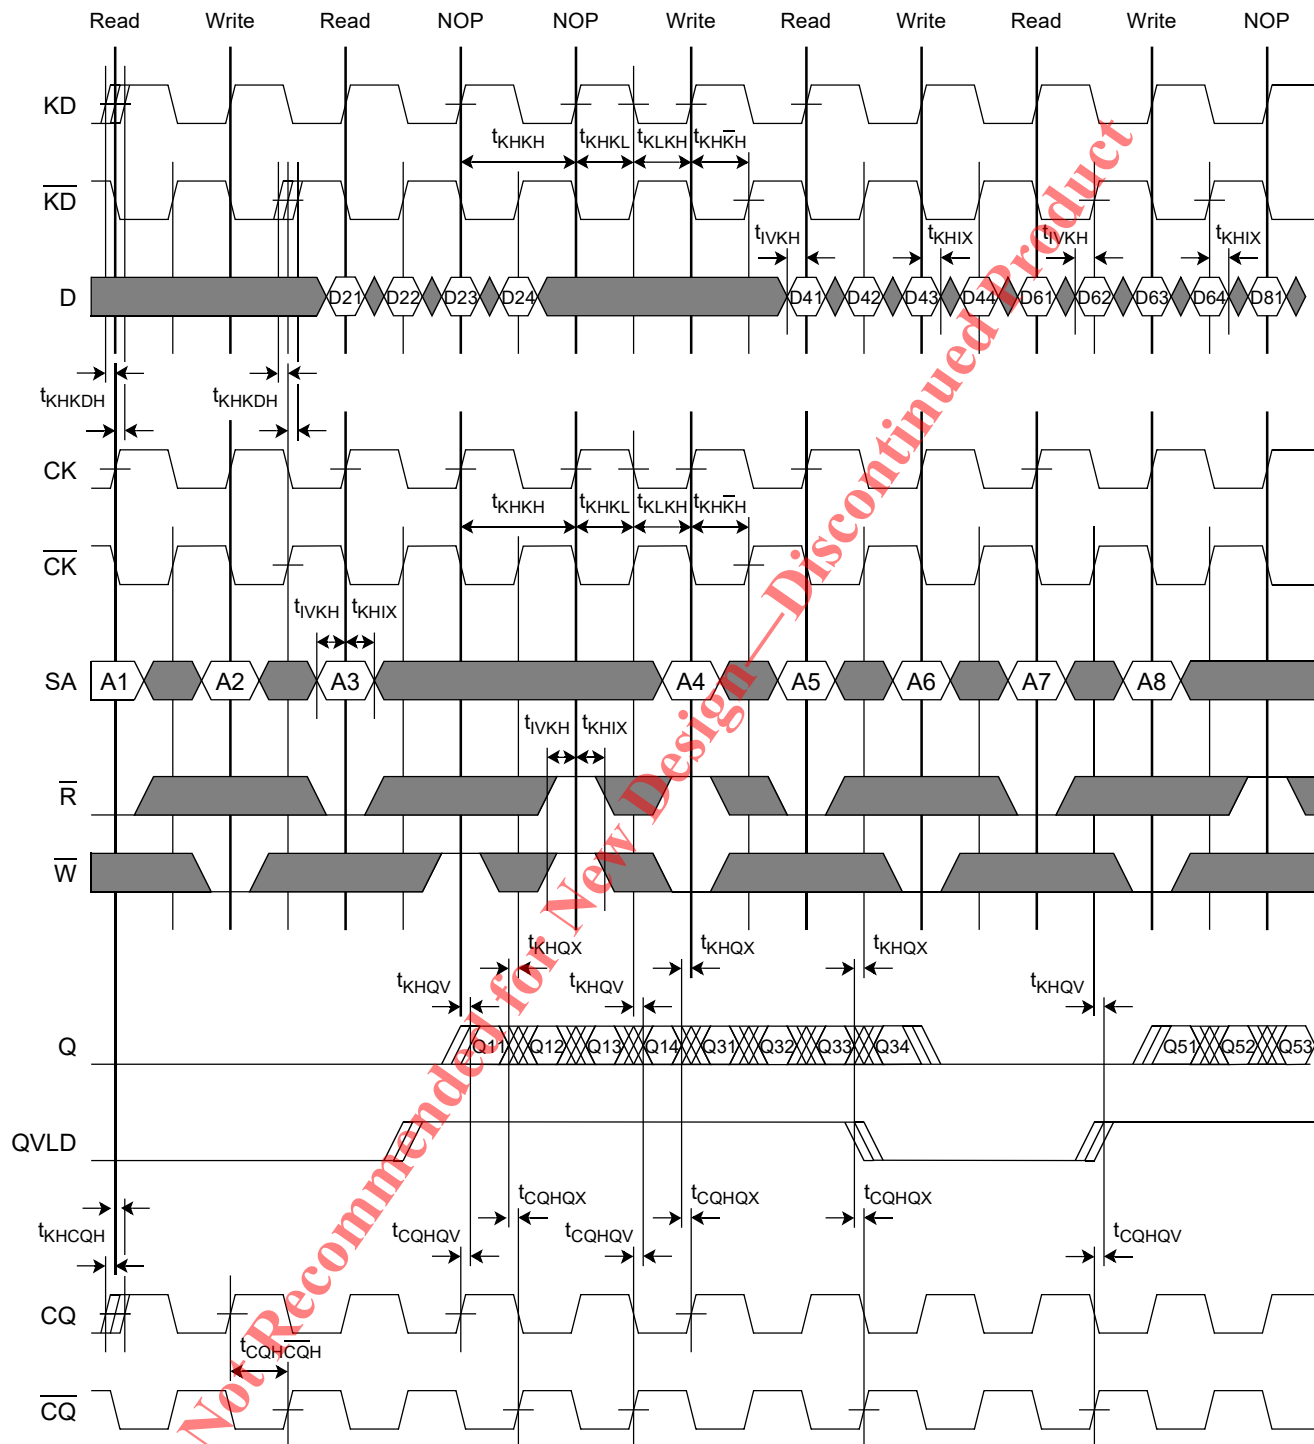 Read Write Read NOP NOP Write Read Write Read Write NOP
KD
tKHKH tKHKL tKLKH tKHK̅H
K̅D̅
tIVKH tKHIX tIVKH tKHIX
D D21 D22 D23 D24 D41 D42 D43 D44 D61 D62 D63 D64 D81
tKHKDH tKHKDH
CK
tKHKH tKHKL tKLKH tKHK̅H
C̅K̅
tIVKH tKHIX
SA A1 A2 A3 A4 A5 A6 A7 A8
tIVKH tKHIX
R̅
W̅
tKHQX tKHQX tKHQX
tKHQV tKHQV tKHQV
Q Q11 Q12 Q13 Q14 Q31 Q32 Q33 Q34 Q51 Q52 Q53
QVLD
tCQHQX tCQHQX tCQHQX
tKHCQH tCQHQV tCQHQV tCQHQV
CQ
tCQHC̅Q̅H̅
C̅Q̅
Not Recommended for New Design—Discontinued Product